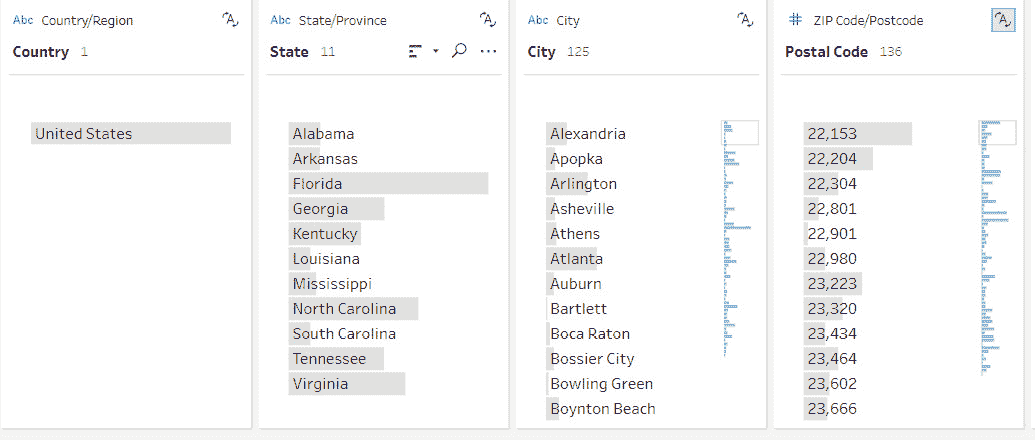 Abc Country/Region
Country 1
United States
Abc State/Province
State 11
Alabama
Arkansas
Florida
Georgia
Kentucky
Louisiana
Mississippi
North Carolina
South Carolina
Tennessee
Virginia
Abc City
City 125
Alexandria
Apopka
Arlington
Asheville
Athens
Atlanta
Auburn
Bartlett
Boca Raton
Bossier City
Bowling Green
Boynton Beach
# ZIP Code/Postcode
Postal Code 136
22,153
22,204
22,304
22,801
22,901
22,980
23,223
23,320
23,434
23,464
23,602
23,666